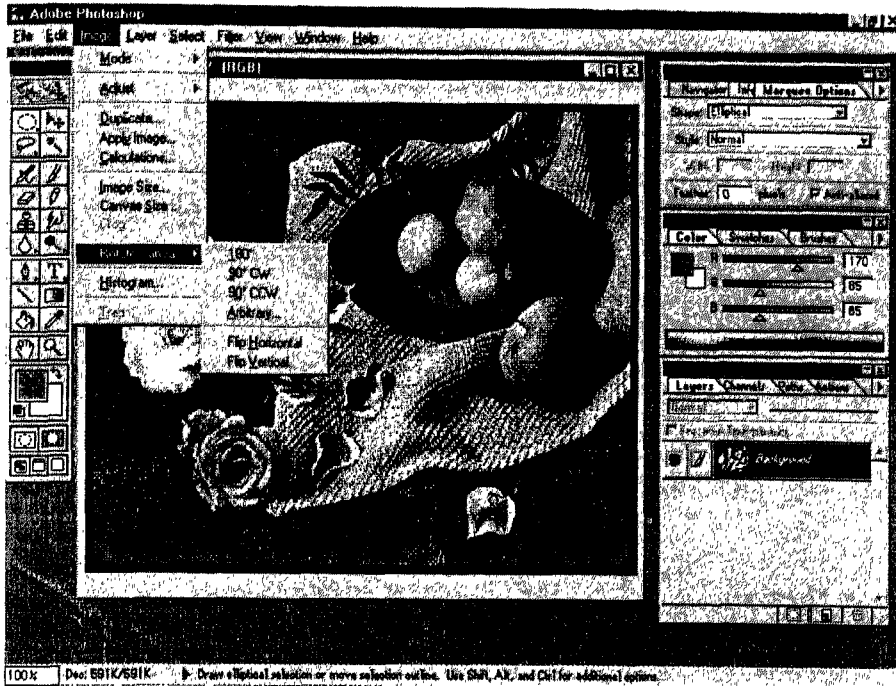 Adobe Photoshop
File Edit Image Layer Select Filter View Window Help
Mode
Adjust
Duplicate...
Apply Image...
Calculations...
Image Size...
Canvas Size...
Rotate Canvas
Histogram...
Trap...
180°
90° CW
90° CCW
Arbitrary...
Flip Horizontal
Flip Vertical
(RGB)
Navigator Info Marquee Options
Shape: Elliptical
Style: Normal
Feather: 0 pixels Anti-aliased
Color Swatches Brushes
R 170
G 85
B 85
Layers Channels Paths Actions
Normal
Background
100% Doc: 591K/591K Draw elliptical selection or move selection outline. Use Shift, Alt, and Ctrl for additional options.